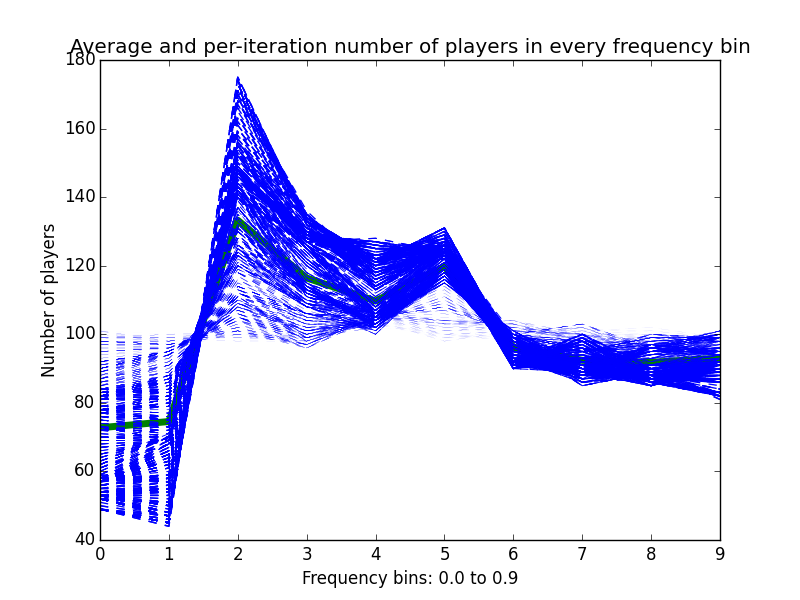 Average and per-iteration number of players in every frequency bin
180
160
140
120
100
80
60
40
Number of players
0 1 2 3 4 5 6 7 8 9
Frequency bins: 0.0 to 0.9